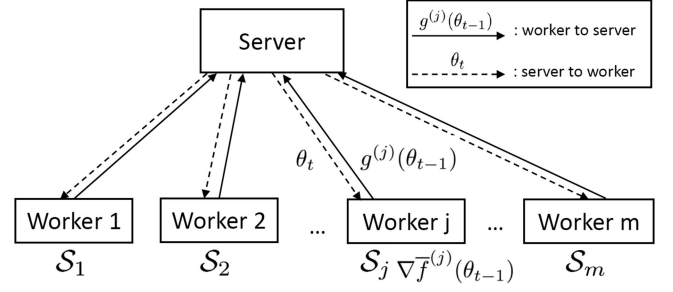 Server
g^{(j)}(θ_{t−1})
: worker to server
θ_t
: server to worker
θ_t
g^{(j)}(θ_{t−1})
Worker 1
Worker 2
...
Worker j
...
Worker m
𝒮_1
𝒮_2
𝒮_j ∇f̅^{(j)}(θ_{t−1})
𝒮_m